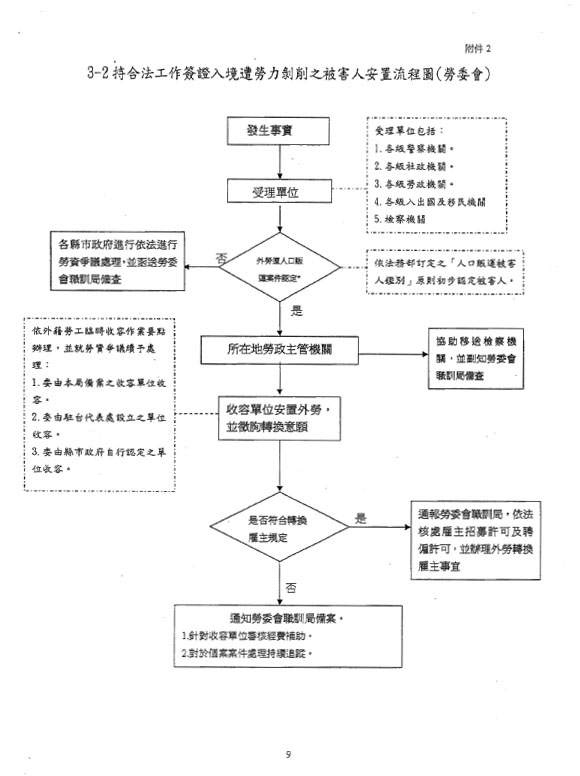 附件 2
3-2 持合法工作簽證入境遭勞力剝削之被害人安置流程圖(勞委會)
發生事實
受理單位包括：
1.各級警察機關。
2.各級社政機關。
3.各級勞政機關。
4.各級入出國及移民機關
5.檢察機關
受理單位
各縣市政府進行依法進行
勞資爭議處理，並函送勞委
會職訓局備查
否
外勞遭人口販
運案件認定*
依法務部訂定之「人口販運被害
人鑑別」原則初步認定被害人。
是
所在地勞政主管機關
協助移送檢察機
關，並副知勞委會
職訓局備查
依外籍勞工臨時收容作業要點
辦理，並就勞資爭議續予處
理：
1.委由本局備案之收容單位收
容。
2.委由駐台代表處設立之單位
收容。
3.委由縣市政府自行認定之單
位收容。
收容單位安置外勞，
並徵詢轉換意願
是否符合轉換
雇主規定
是
通報勞委會職訓局，依法
核處雇主招募許可及聘
僱許可，並辦理外勞轉換
雇主事宜
否
通知勞委會職訓局備案。
1.針對收容單位審核經費補助。
2.對於個案案件處理持續追蹤。
9